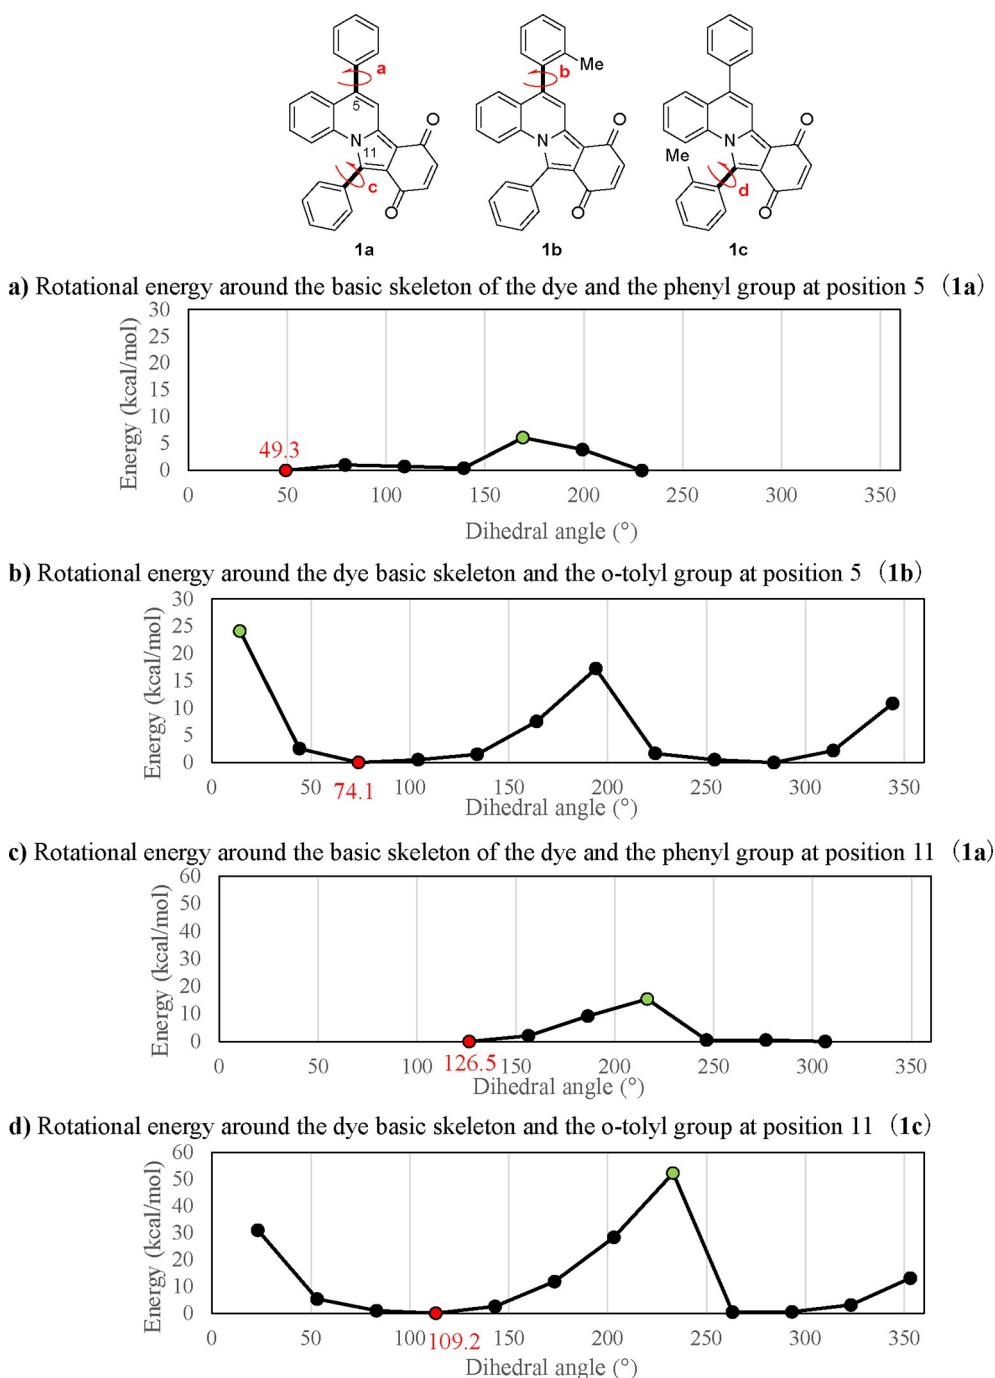 a
5
N
11
c
O
O
1a
b
Me
N
O
O
1b
Me
N
d
O
O
1c
a) Rotational energy around the basic skeleton of the dye and the phenyl group at position 5（1a）
Energy (kcal/mol)
30
25
20
15
10
5
0
49.3
0 50 100 150 200 250 300 350
Dihedral angle (°)
b) Rotational energy around the dye basic skeleton and the o-tolyl group at position 5（1b）
Energy (kcal/mol)
30
25
20
15
10
5
0
0 50 100 150 200 250 300 350
74.1
Dihedral angle (°)
c) Rotational energy around the basic skeleton of the dye and the phenyl group at position 11（1a）
Energy (kcal/mol)
60
50
40
30
20
10
0
0 50 100 150 200 250 300 350
126.5
Dihedral angle (°)
d) Rotational energy around the dye basic skeleton and the o-tolyl group at position 11（1c）
Energy (kcal/mol)
60
50
40
30
20
10
0
0 50 100 150 200 250 300 350
109.2
Dihedral angle (°)